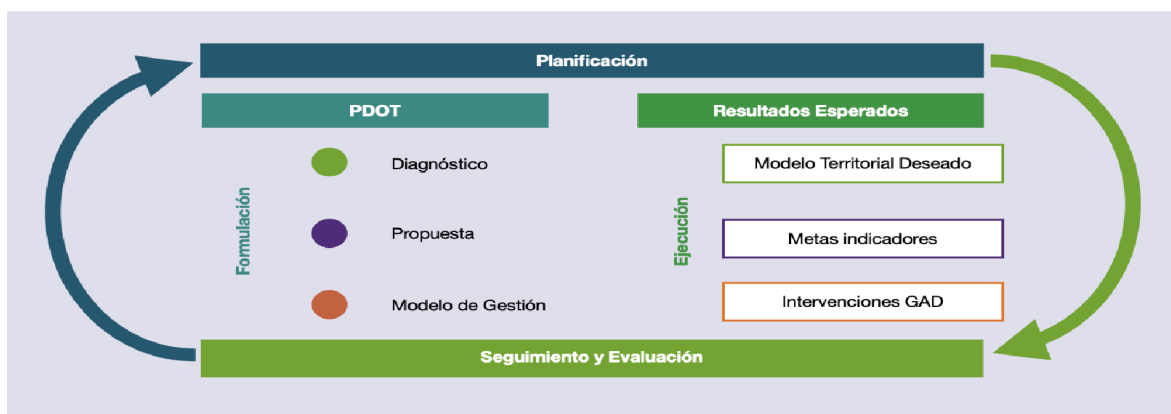 Planificación
PDOT
Resultados Esperados
Formulación
Diagnóstico
Propuesta
Modelo de Gestión
Ejecución
Modelo Territorial Deseado
Metas indicadores
Intervenciones GAD
Seguimiento y Evaluación